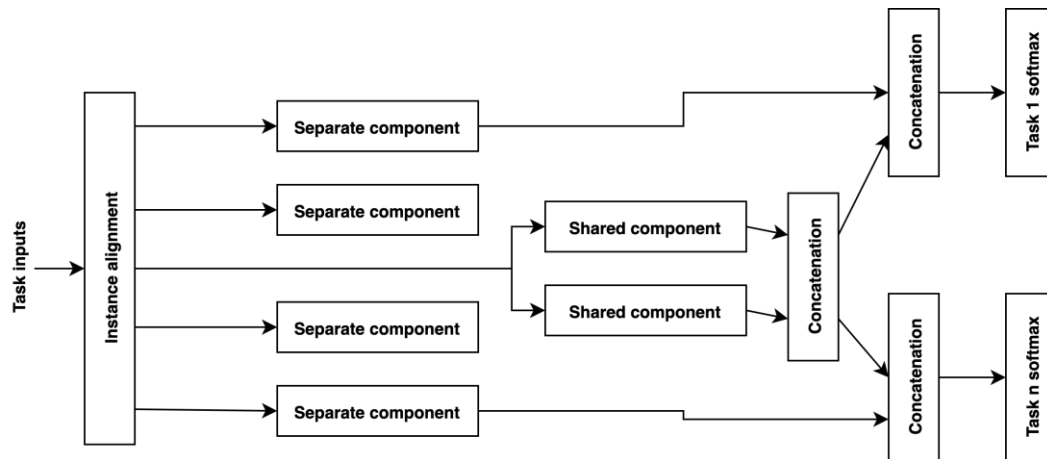 Task inputs
Instance alignment
Separate component
Separate component
Separate component
Separate component
Shared component
Shared component
Concatenation
Concatenation
Task 1 softmax
Concatenation
Task n softmax